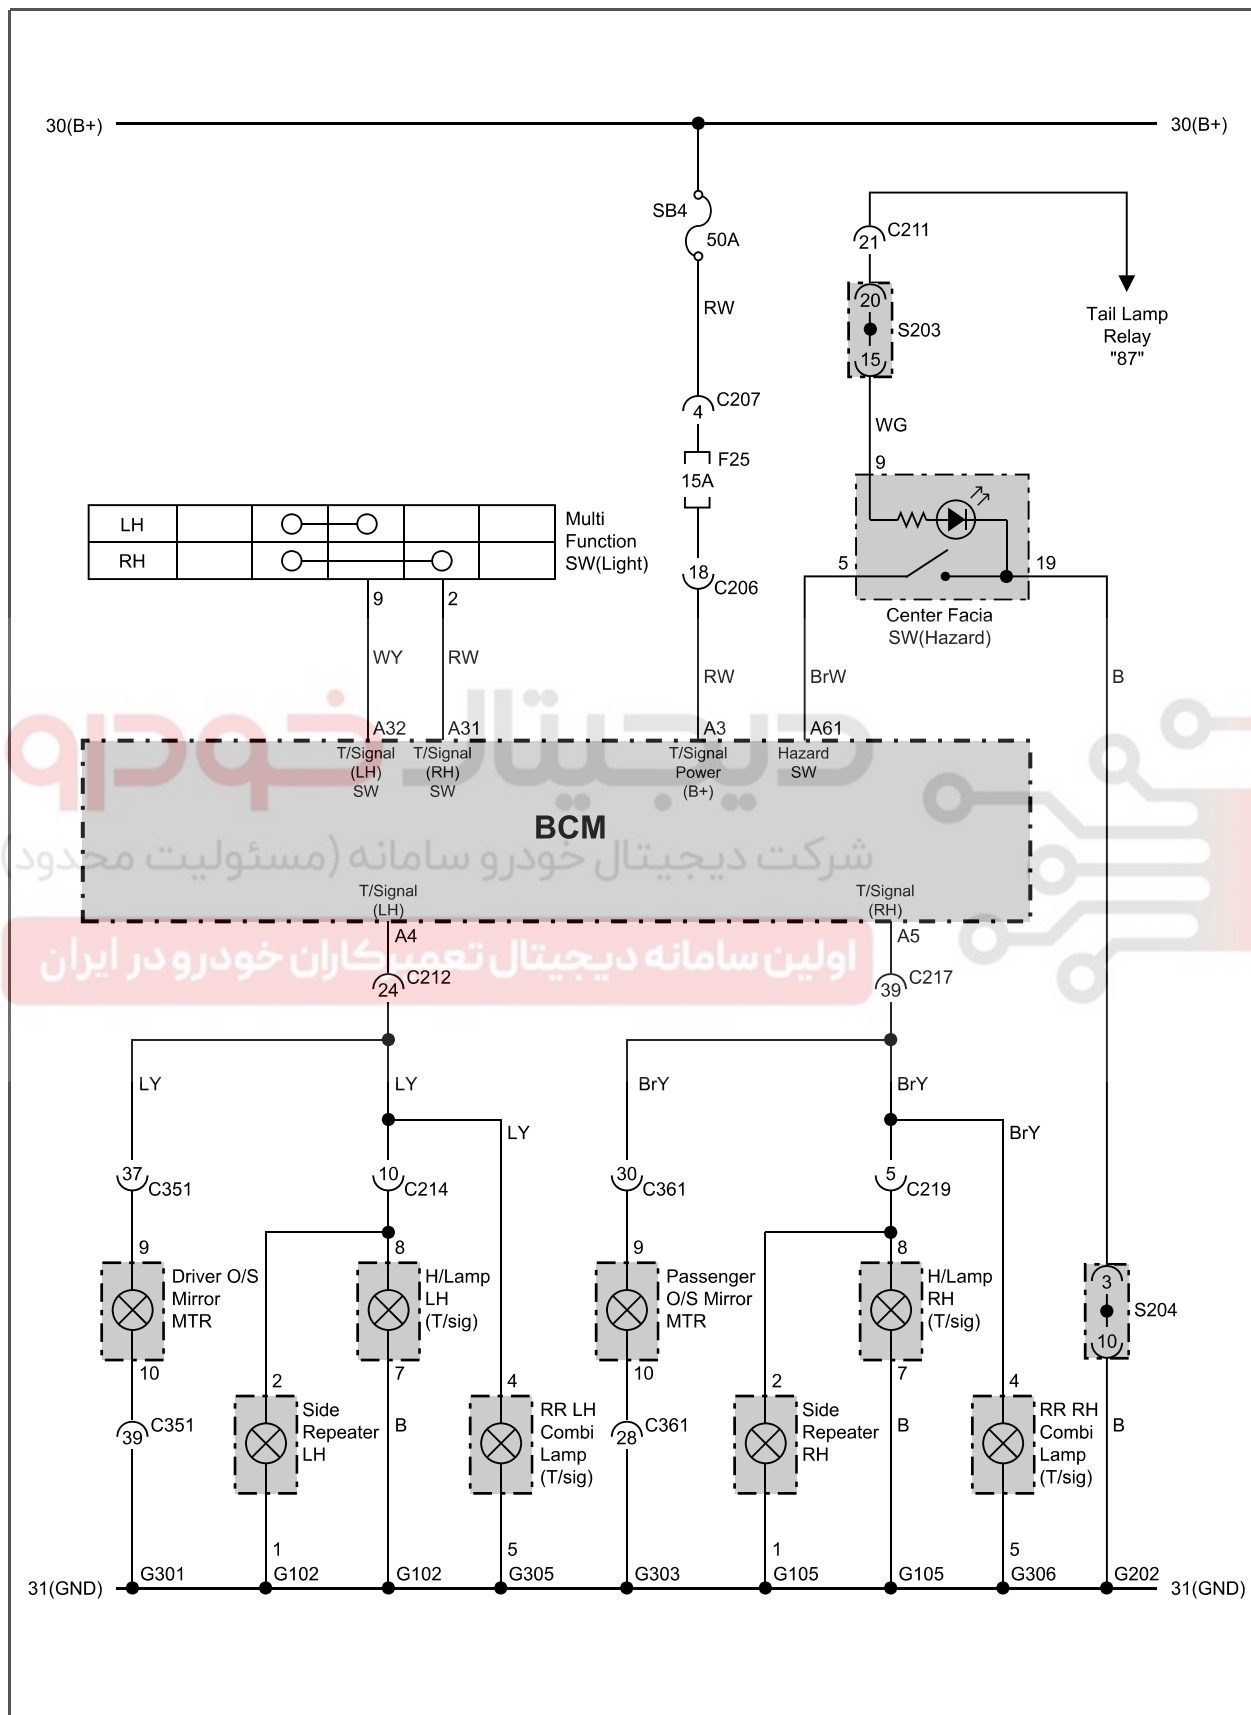 30(B+)
30(B+)
SB4
50A
C211
21
20
S203
15
Tail Lamp
Relay
"87"
RW
C207
4
F25
15A
WG
9
LH
RH
Multi
Function
SW(Light)
18
C206
5
19
Center Facia
SW(Hazard)
9
2
WY
RW
RW
BrW
B
دیجیتال خودرو
A32
A31
A3
A61
T/Signal
(LH)
SW
T/Signal
(RH)
SW
T/Signal
Power
(B+)
Hazard
SW
BCM
شرکت دیجیتال خودرو سامانه (مسئولیت محدود)
T/Signal
(LH)
T/Signal
(RH)
A4
A5
اولین سامانه دیجیتال تعمیرکاران خودرو در ایران
C212
24
C217
39
LY
LY
BrY
BrY
LY
BrY
37
C351
10
C214
30
C361
5
C219
9
8
9
8
Driver O/S
Mirror
MTR
H/Lamp
LH
(T/sig)
Passenger
O/S Mirror
MTR
H/Lamp
RH
(T/sig)
3
S204
10
10
7
10
7
2
4
2
4
C351
39
Side
Repeater
LH
B
RR LH
Combi
Lamp
(T/sig)
C361
28
Side
Repeater
RH
B
RR RH
Combi
Lamp
(T/sig)
B
1
5
1
5
31(GND)
G301
G102
G102
G305
G303
G105
G105
G306
G202
31(GND)